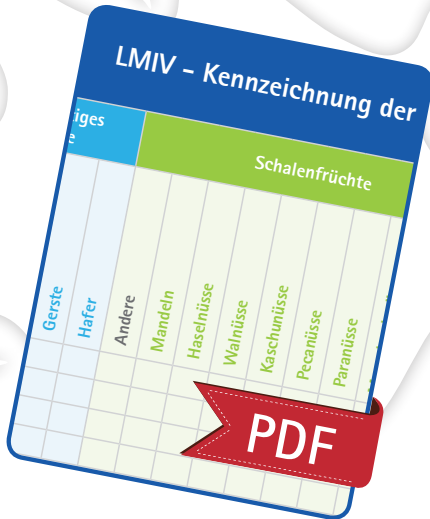 LMIV – Kennzeichnung der
Schalenfrüchte
Gerste
Hafer
Andere
Mandeln
Haselnüsse
Walnüsse
Kaschunüsse
Pecanüsse
Paranüsse
PDF